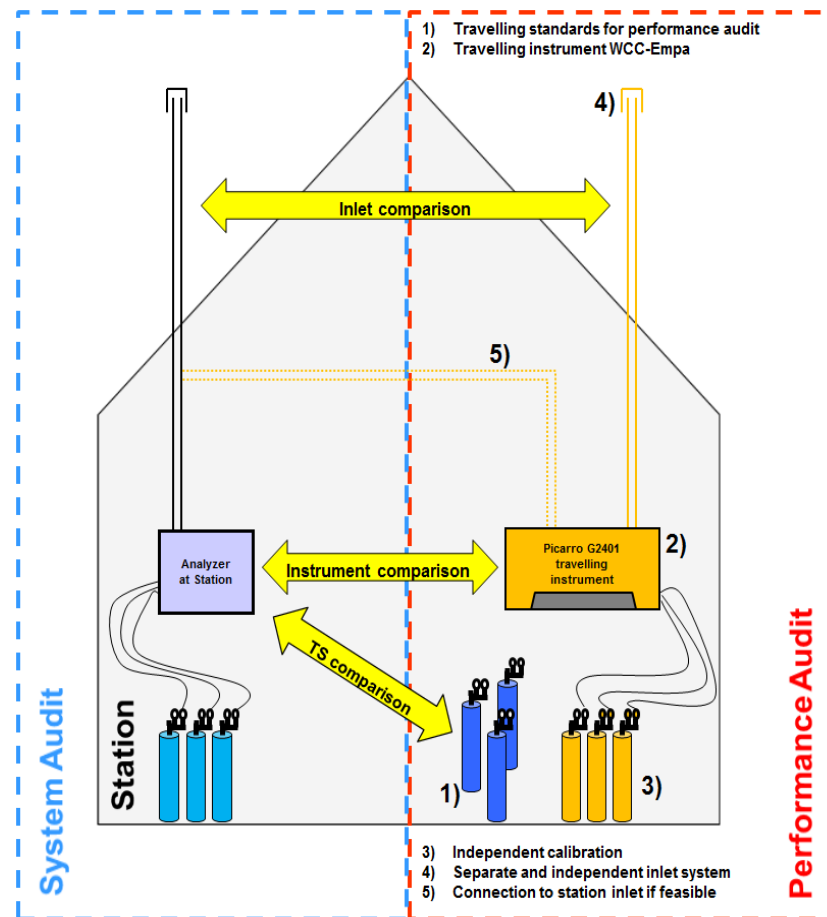 1) Travelling standards for performance audit
2) Travelling instrument WCC-Empa
4)
Inlet comparison
5)
Analyzer
at Station
Instrument comparison
Picarro G2401
travelling
instrument
2)
TS comparison
System Audit
Station
1)
3)
Performance Audit
3) Independent calibration
4) Separate and independent inlet system
5) Connection to station inlet if feasible